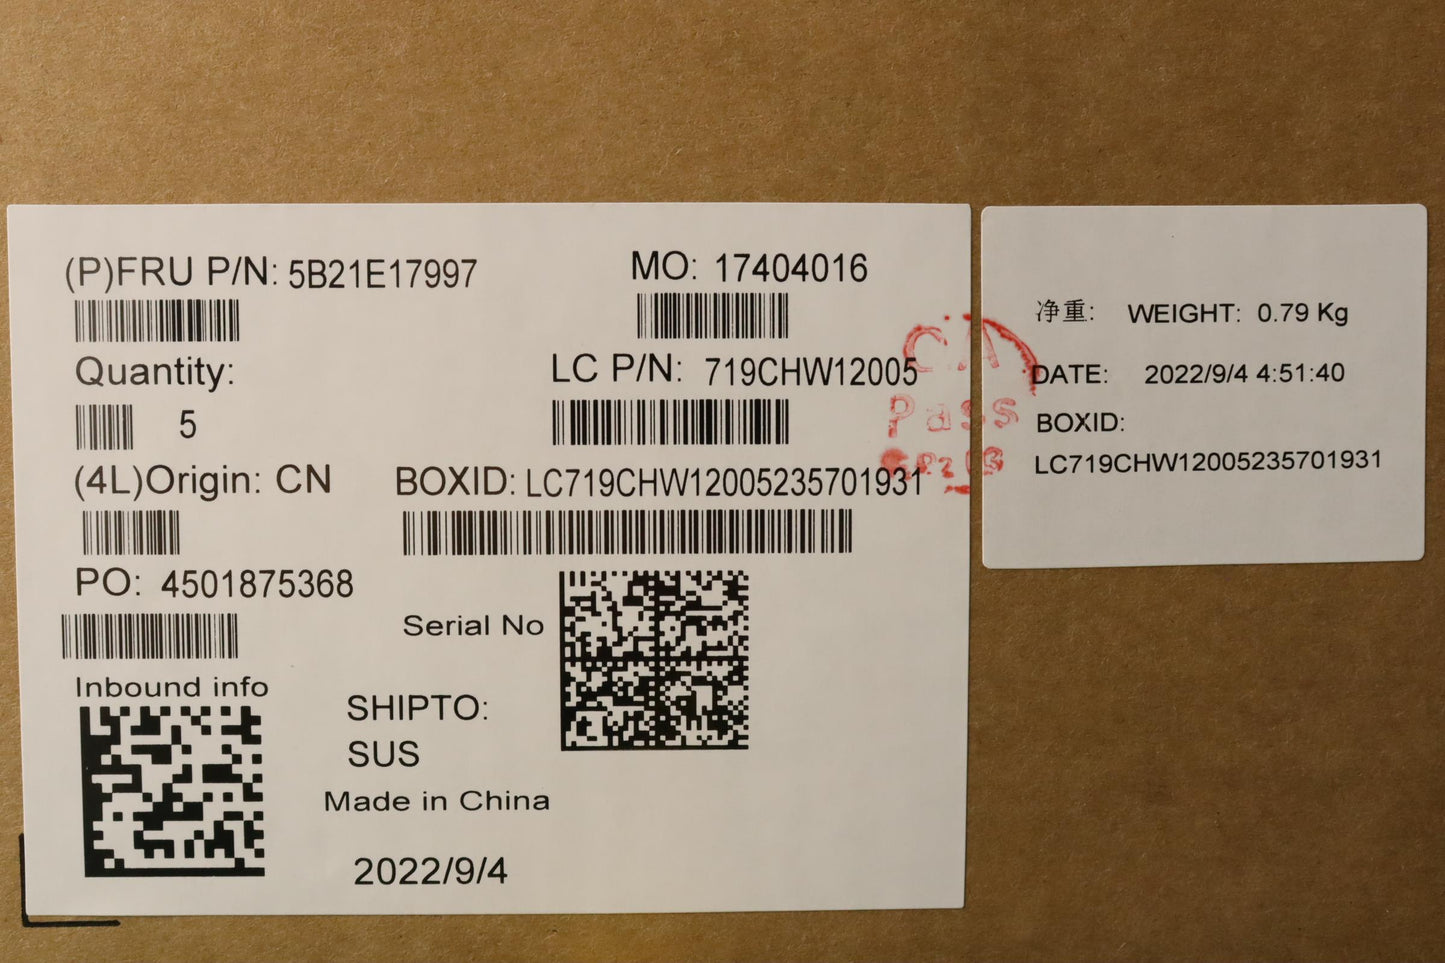 (P)FRU P/N: 5B21E17997
MO: 17404016
Quantity:
5
LC P/N: 719CHW12005
(4L)Origin: CN
BOXID: LC719CHW12005235701931
PO: 4501875368
Serial No
Inbound info
SHIPTO:
SUS
Made in China
2022/9/4
CA
Pass
净重: WEIGHT: 0.79 Kg
DATE: 2022/9/4 4:51:40
BOXID:
LC719CHW12005235701931